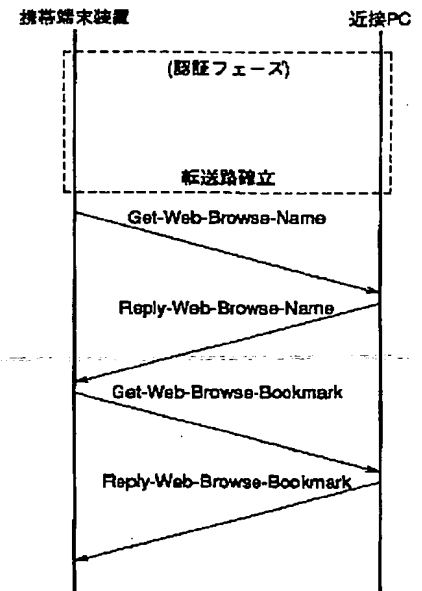 携帯端末装置
近接PC
(認証フェーズ)
転送路確立
Get-Web-Browse-Name
Reply-Web-Browse-Name
Get-Web-Browse-Bookmark
Reply-Web-Browse-Bookmark